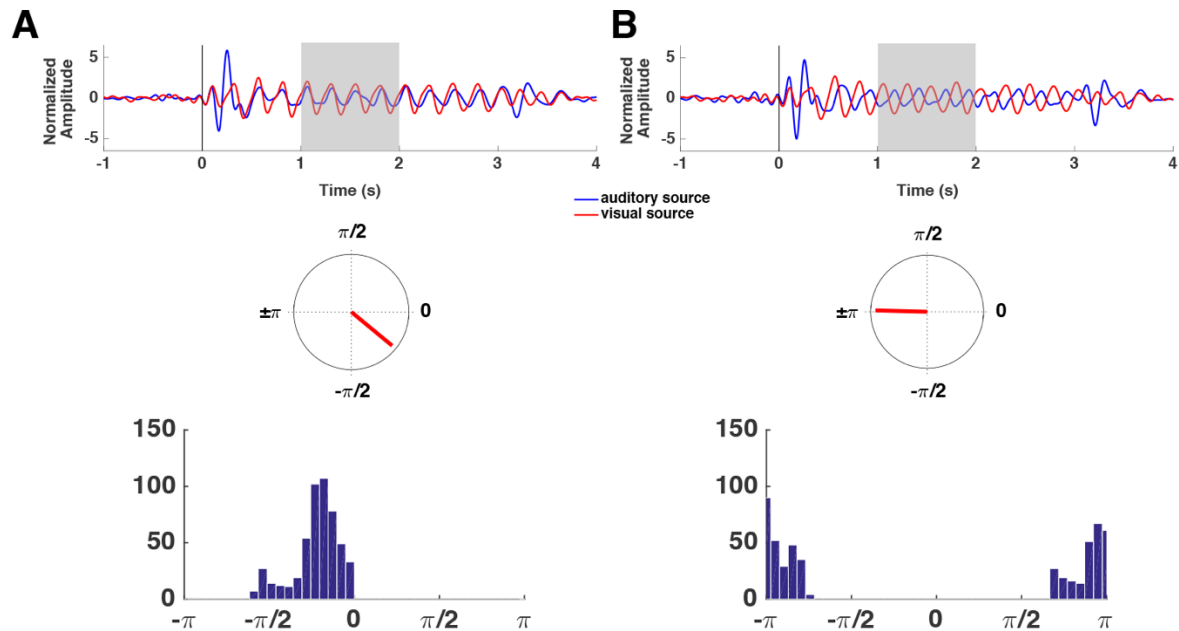 A
B
Normalized
Amplitude
5
0
-5
-1 0 1 2 3 4
Time (s)
Normalized
Amplitude
5
0
-5
-1 0 1 2 3 4
Time (s)
auditory source
visual source
π/2
±π
0
-π/2
π/2
±π
0
-π/2
150
100
50
0
-π -π/2 0 π/2 π
150
100
50
0
-π -π/2 0 π/2 π